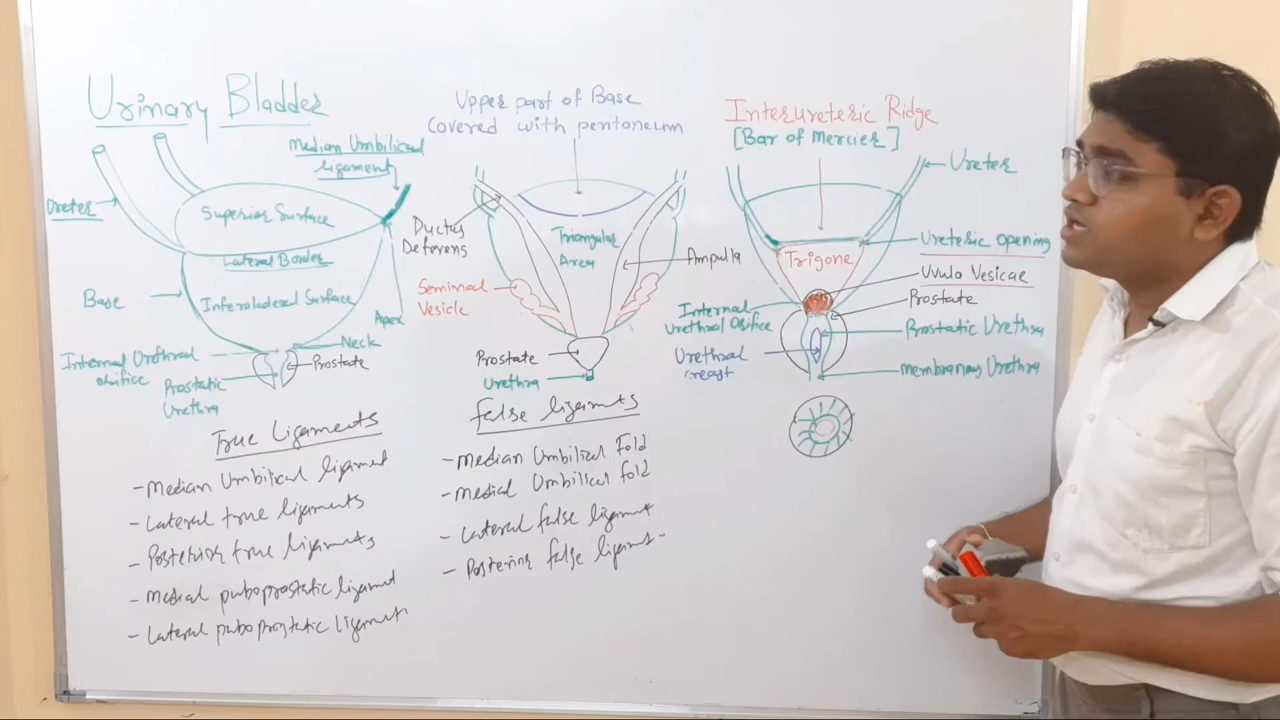 Urinary Bladder
Median Umbilical
ligament
Ureter
Superior Surface
Lateral Border
Base
Inferolateral Surface
Apex
Neck
Internal Urethral
Orifice
Prostate
Prostatic
Urethra
Upper part of Base
Covered with peritoneum
Ductus
Deferens
Triangular
Area
Ampulla
Seminal
Vesicle
Prostate
Urethra
Interureteric Ridge
[Bar of Mercier]
Ureter
Ureteric opening
Trigone
Uvula Vesicae
Prostate
Internal
Urethral Orifice
Prostatic Urethra
Urethral
Crest
membranous Urethra
True Ligaments
- Median Umbilical ligament
- Lateral true ligaments
- Posterior true ligaments
- Medial puboprostatic ligament
- Lateral puboprostatic Ligament
False ligaments
- Median Umbilical Fold
- Medial Umbilical fold
- Lateral false ligament
- Posterior false ligament -